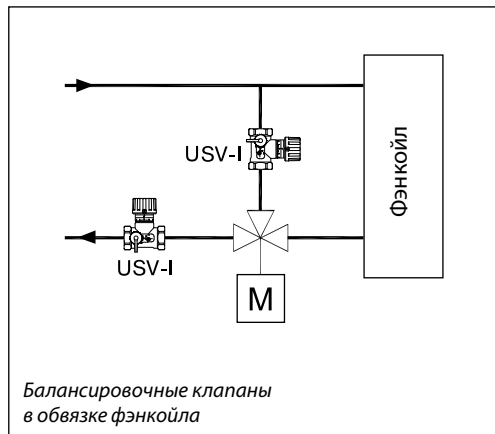 USV-I
Фэнкойл
USV-I
M
Балансировочные клапаны
в обвязке фэнкойла